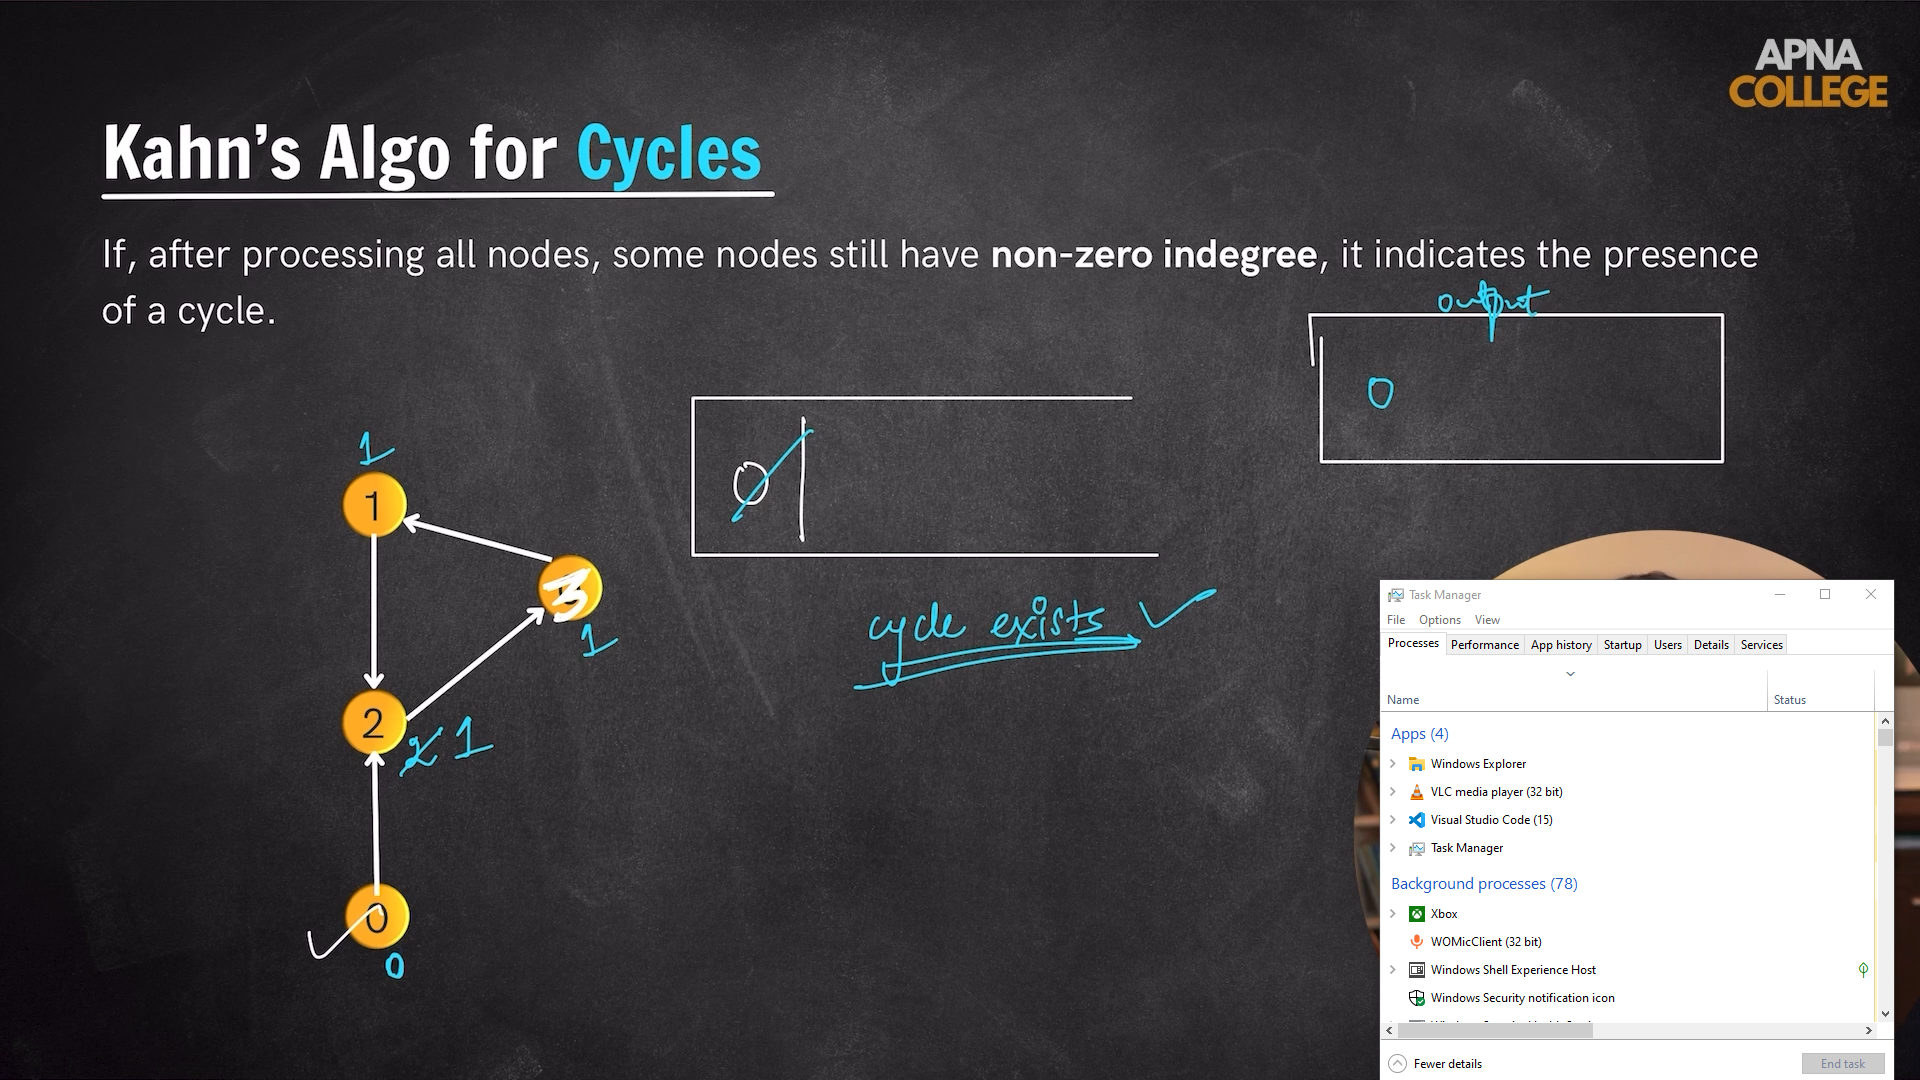 APNA
COLLEGE
Kahn's Algo for Cycles
If, after processing all nodes, some nodes still have non-zero indegree, it indicates the presence
of a cycle.
output
0
0
1
1
3
1
cycle exists
2
2 1
0
0
Task Manager
File Options View
Processes Performance App history Startup Users Details Services
Name Status
Apps (4)
Windows Explorer
VLC media player (32 bit)
Visual Studio Code (15)
Task Manager
Background processes (78)
Xbox
WOMicClient (32 bit)
Windows Shell Experience Host
Windows Security notification icon
Fewer details End task